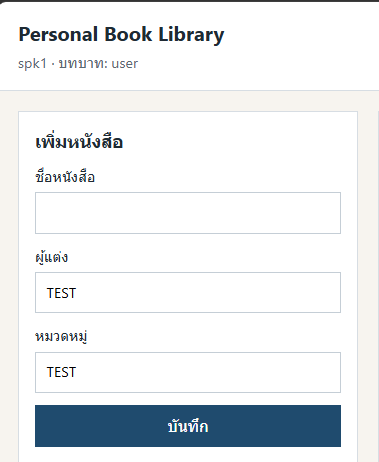 Personal Book Library
spk1 · บทบาท: user
เพิ่มหนังสือ
ชื่อหนังสือ
ผู้แต่ง
TEST
หมวดหมู่
TEST
บันทึก